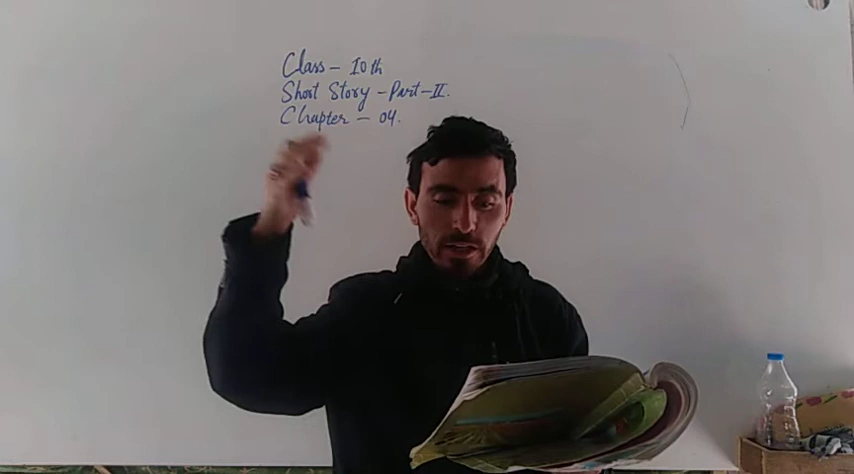 Class - 10th
Short Story - Part - II.
Chapter - 04.